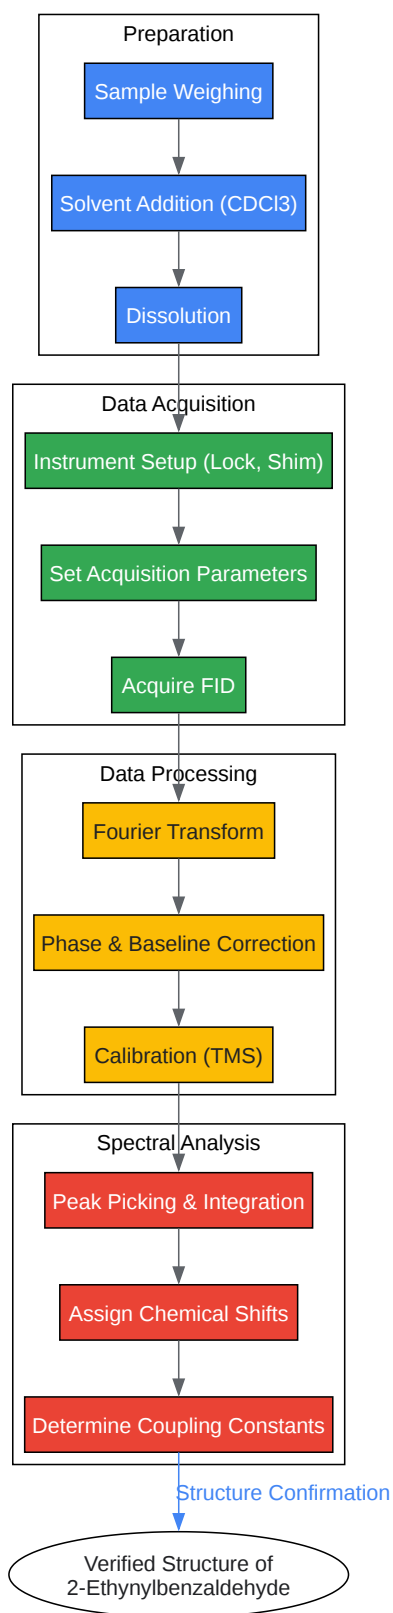 Preparation
Sample Weighing
Solvent Addition (CDCl3)
Dissolution
Data Acquisition
Instrument Setup (Lock, Shim)
Set Acquisition Parameters
Acquire FID
Data Processing
Fourier Transform
Phase & Baseline Correction
Calibration (TMS)
Spectral Analysis
Peak Picking & Integration
Assign Chemical Shifts
Determine Coupling Constants
Structure Confirmation
Verified Structure of
2-Ethynylbenzaldehyde